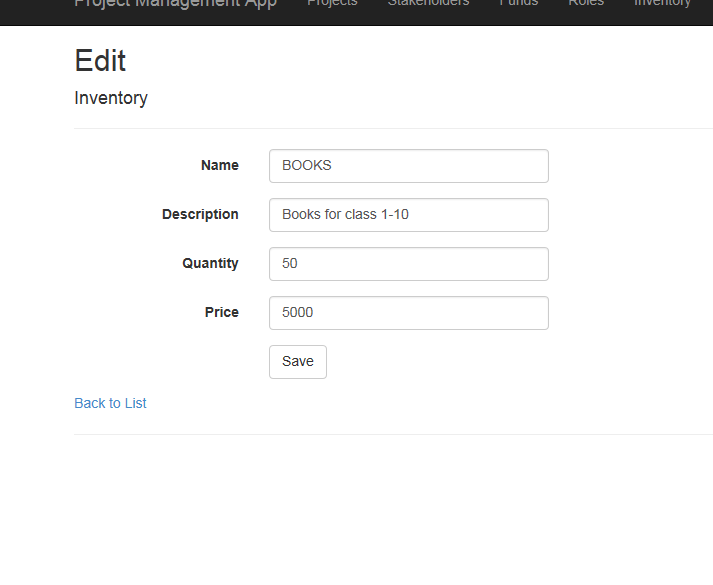 Project Management App Projects Stakeholders Funds Roles Inventory
Edit
Inventory
Name BOOKS
Description Books for class 1-10
Quantity 50
Price 5000
Save
Back to List